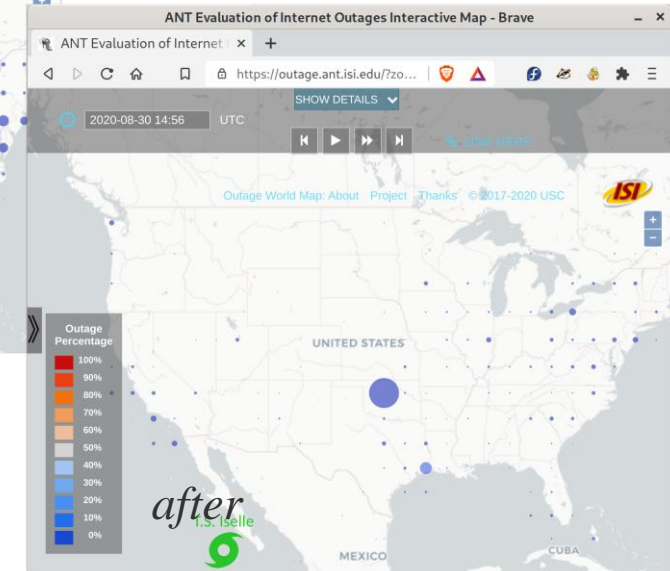 ANT Evaluation of Internet Outages Interactive Map - Brave
ANT Evaluation of Internet
https://outage.ant.isi.edu/?zo...
SHOW DETAILS
2020-08-30 14:56 UTC
LINK HERE
Outage World Map: About Project Thanks © 2017-2020 USC
ISI
+
−
UNITED STATES
Outage
Percentage
100%
90%
80%
70%
60%
50%
40%
30%
20%
10%
0%
after
T.S. Iselle
MEXICO
CUBA